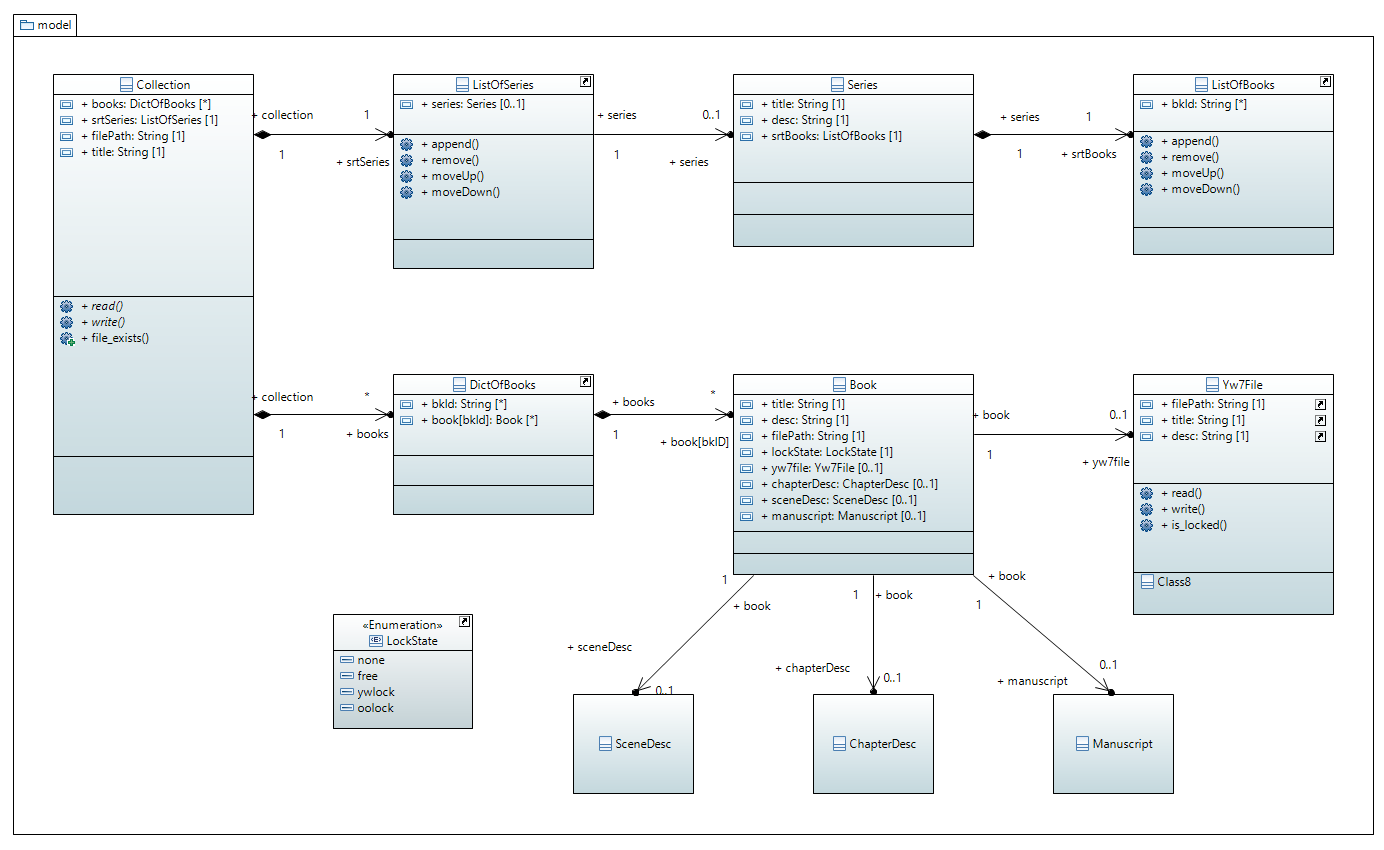 model
Collection
+ books: DictOfBooks [*]
+ srtSeries: ListOfSeries [1]
+ filePath: String [1]
+ title: String [1]
+ read()
+ write()
+ file_exists()
+ collection
1
1
+ srtSeries
ListOfSeries
+ series: Series [0..1]
+ append()
+ remove()
+ moveUp()
+ moveDown()
+ series
0..1
1
+ series
Series
+ title: String [1]
+ desc: String [1]
+ srtBooks: ListOfBooks [1]
+ series
1
1
+ srtBooks
ListOfBooks
+ bkId: String [*]
+ append()
+ remove()
+ moveUp()
+ moveDown()
+ collection
*
1
+ books
DictOfBooks
+ bkId: String [*]
+ book[bkId]: Book [*]
+ books
*
1
+ book[bkID]
Book
+ title: String [1]
+ desc: String [1]
+ filePath: String [1]
+ lockState: LockState [1]
+ yw7file: Yw7File [0..1]
+ chapterDesc: ChapterDesc [0..1]
+ sceneDesc: SceneDesc [0..1]
+ manuscript: Manuscript [0..1]
+ book
0..1
1
+ yw7file
Yw7File
+ filePath: String [1]
+ title: String [1]
+ desc: String [1]
+ read()
+ write()
+ is_locked()
Class8
1
+ book
+ sceneDesc
0..1
1
+ book
+ chapterDesc
0..1
+ book
1
0..1
+ manuscript
«Enumeration»
LockState
none
free
ywlock
oolock
SceneDesc
ChapterDesc
Manuscript